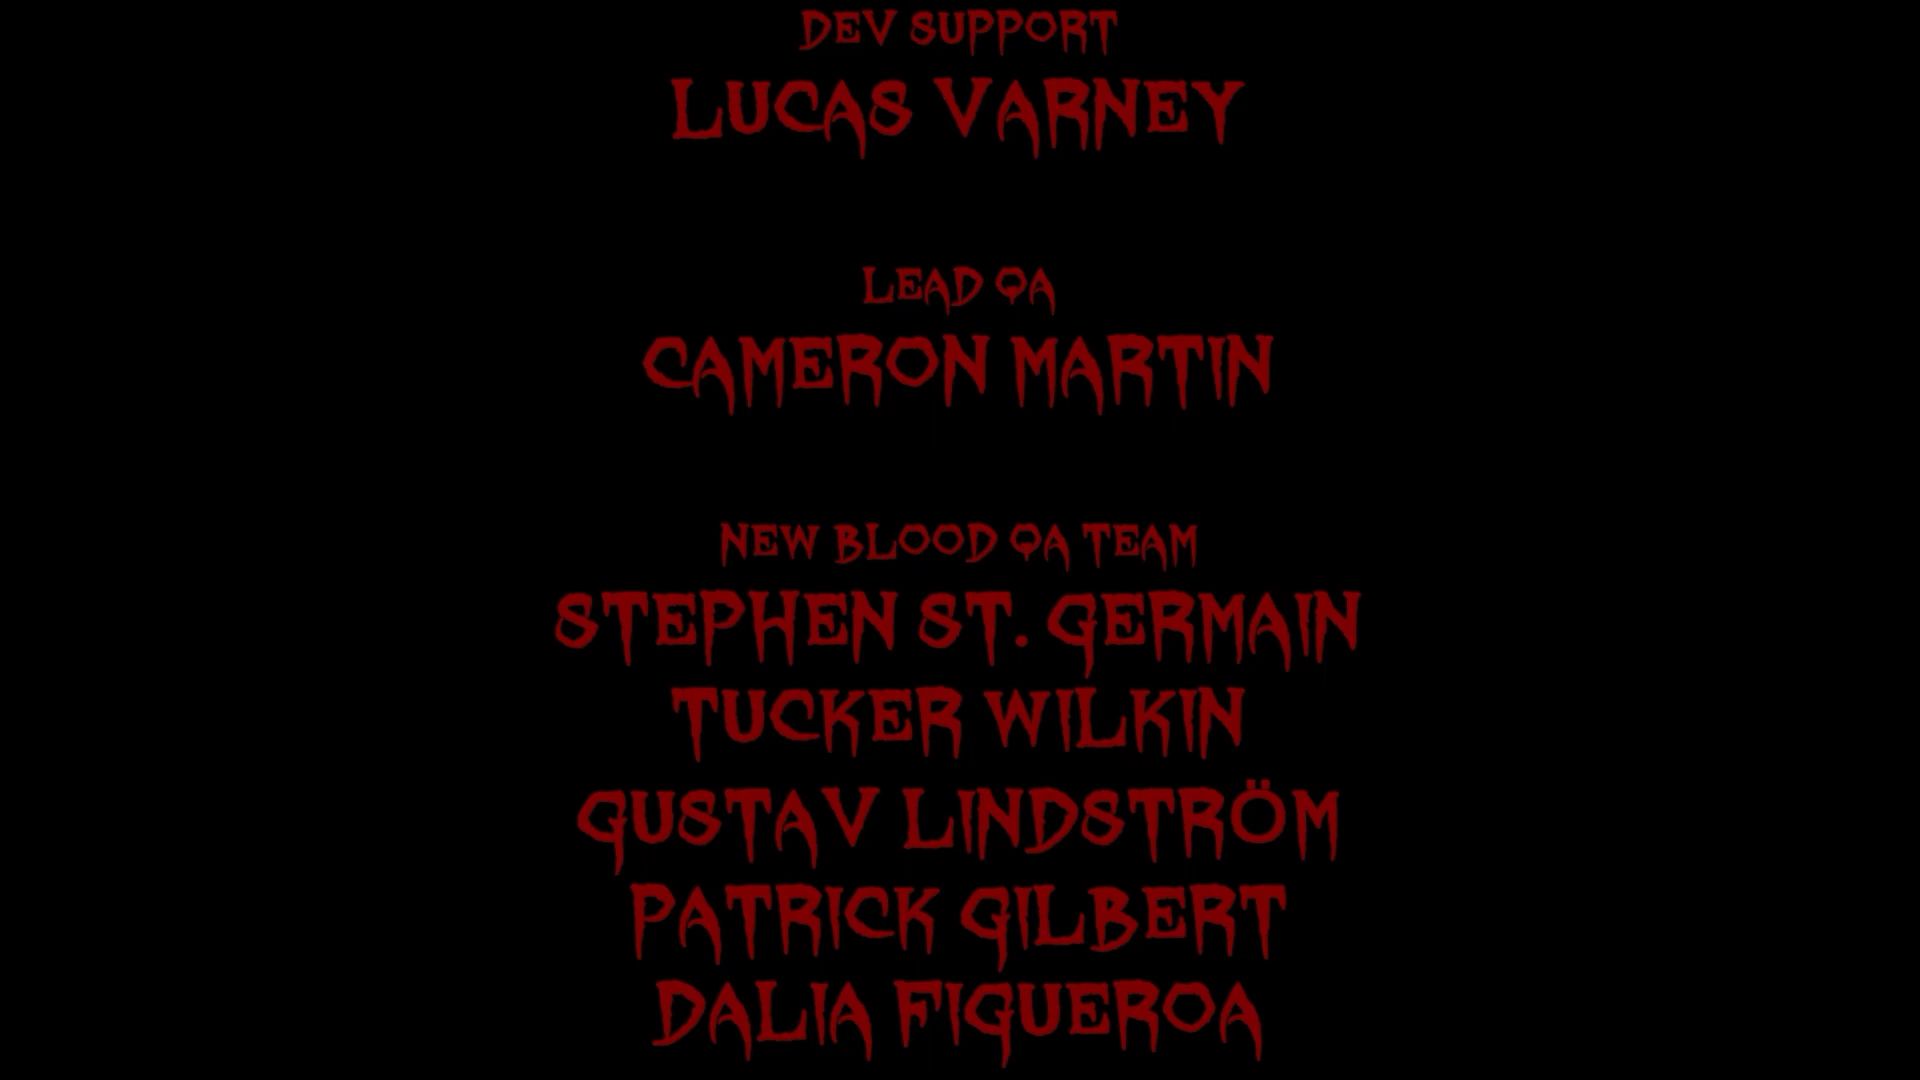 DEV SUPPORT
LUCAS VARNEY
LEAD QA
CAMERON MARTIN
NEW BLOOD QA TEAM
STEPHEN ST. GERMAIN
TUCKER WILKIN
GUSTAV LINDSTRÖM
PATRICK GILBERT
DALIA FIGUEROA